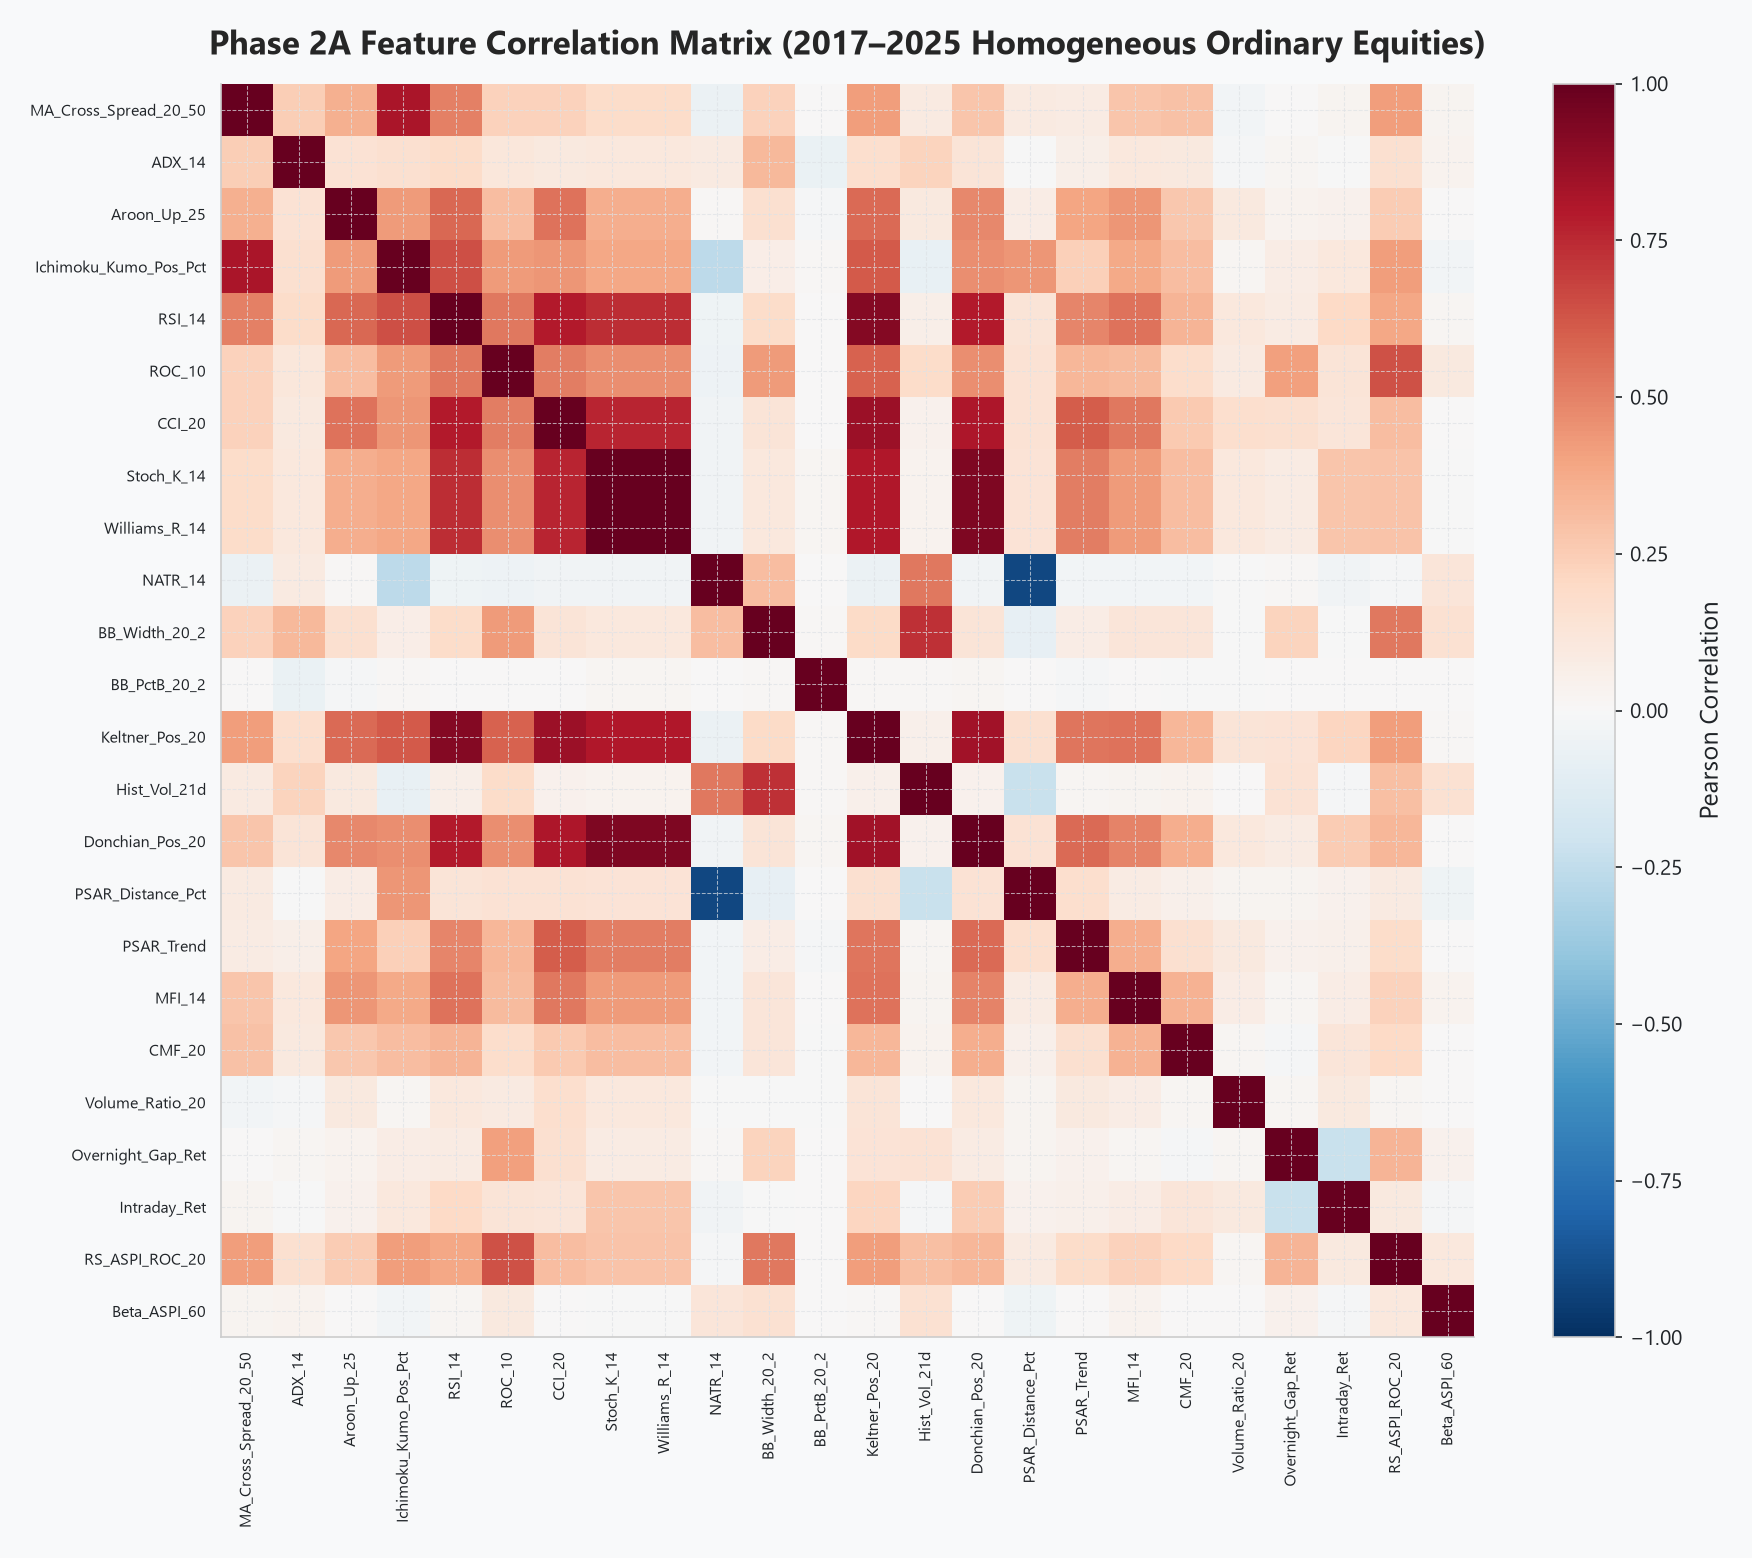 Phase 2A Feature Correlation Matrix (2017–2025 Homogeneous Ordinary Equities)
MA_Cross_Spread_20_50
ADX_14
Aroon_Up_25
Ichimoku_Kumo_Pos_Pct
RSI_14
ROC_10
CCI_20
Stoch_K_14
Williams_R_14
NATR_14
BB_Width_20_2
BB_PctB_20_2
Keltner_Pos_20
Hist_Vol_21d
Donchian_Pos_20
PSAR_Distance_Pct
PSAR_Trend
MFI_14
CMF_20
Volume_Ratio_20
Overnight_Gap_Ret
Intraday_Ret
RS_ASPI_ROC_20
Beta_ASPI_60
MA_Cross_Spread_20_50
ADX_14
Aroon_Up_25
Ichimoku_Kumo_Pos_Pct
RSI_14
ROC_10
CCI_20
Stoch_K_14
Williams_R_14
NATR_14
BB_Width_20_2
BB_PctB_20_2
Keltner_Pos_20
Hist_Vol_21d
Donchian_Pos_20
PSAR_Distance_Pct
PSAR_Trend
MFI_14
CMF_20
Volume_Ratio_20
Overnight_Gap_Ret
Intraday_Ret
RS_ASPI_ROC_20
Beta_ASPI_60
1.00
0.75
0.50
0.25
0.00
−0.25
−0.50
−0.75
−1.00
Pearson Correlation